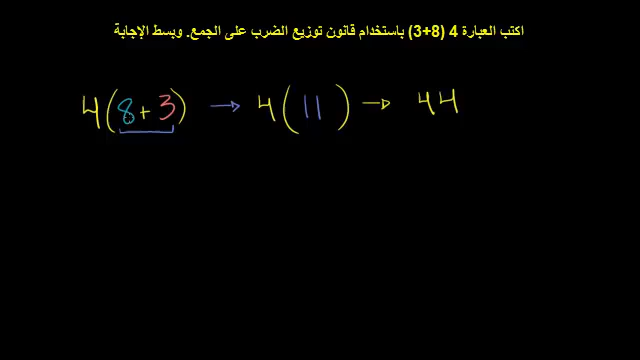 اكتب العبارة 4 (8+3) باستخدام قانون توزيع الضرب على الجمع. وبسط الإجابة
4(8+3) → 4(11) → 44